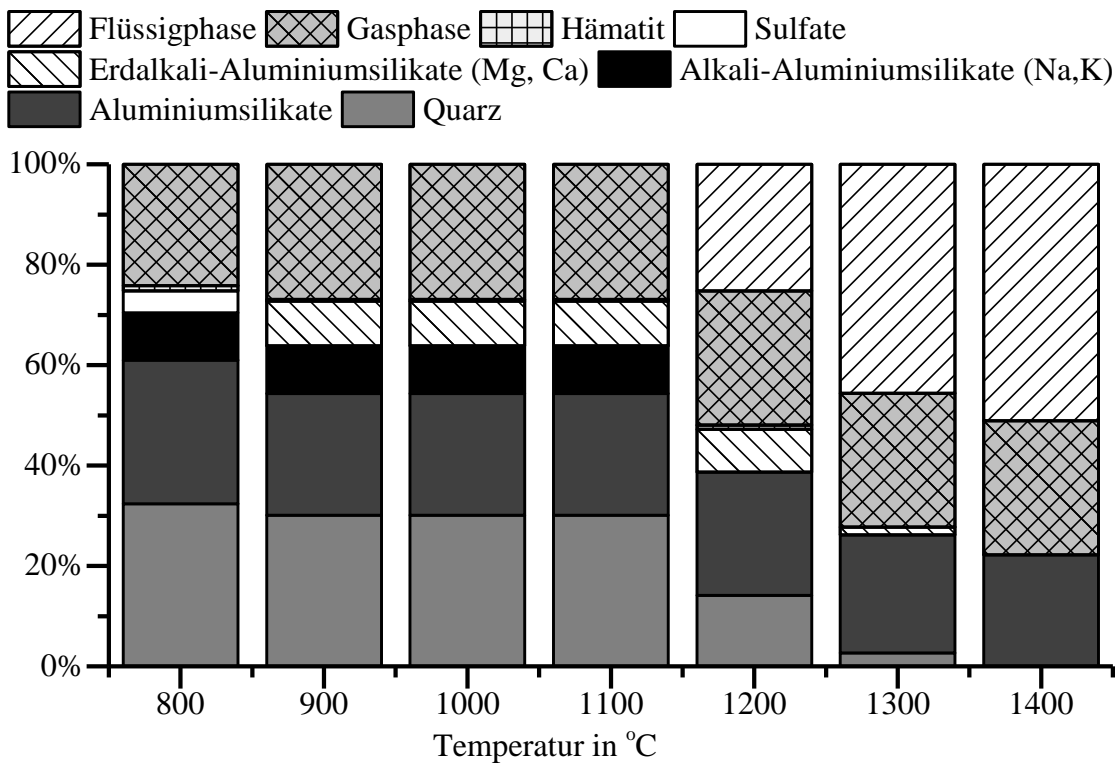 Flüssigphase Gasphase Hämatit Sulfate
Erdalkali-Aluminiumsilikate (Mg, Ca) Alkali-Aluminiumsilikate (Na,K)
Aluminiumsilikate Quarz
100%
80%
60%
40%
20%
0%
800 900 1000 1100 1200 1300 1400
Temperatur in °C